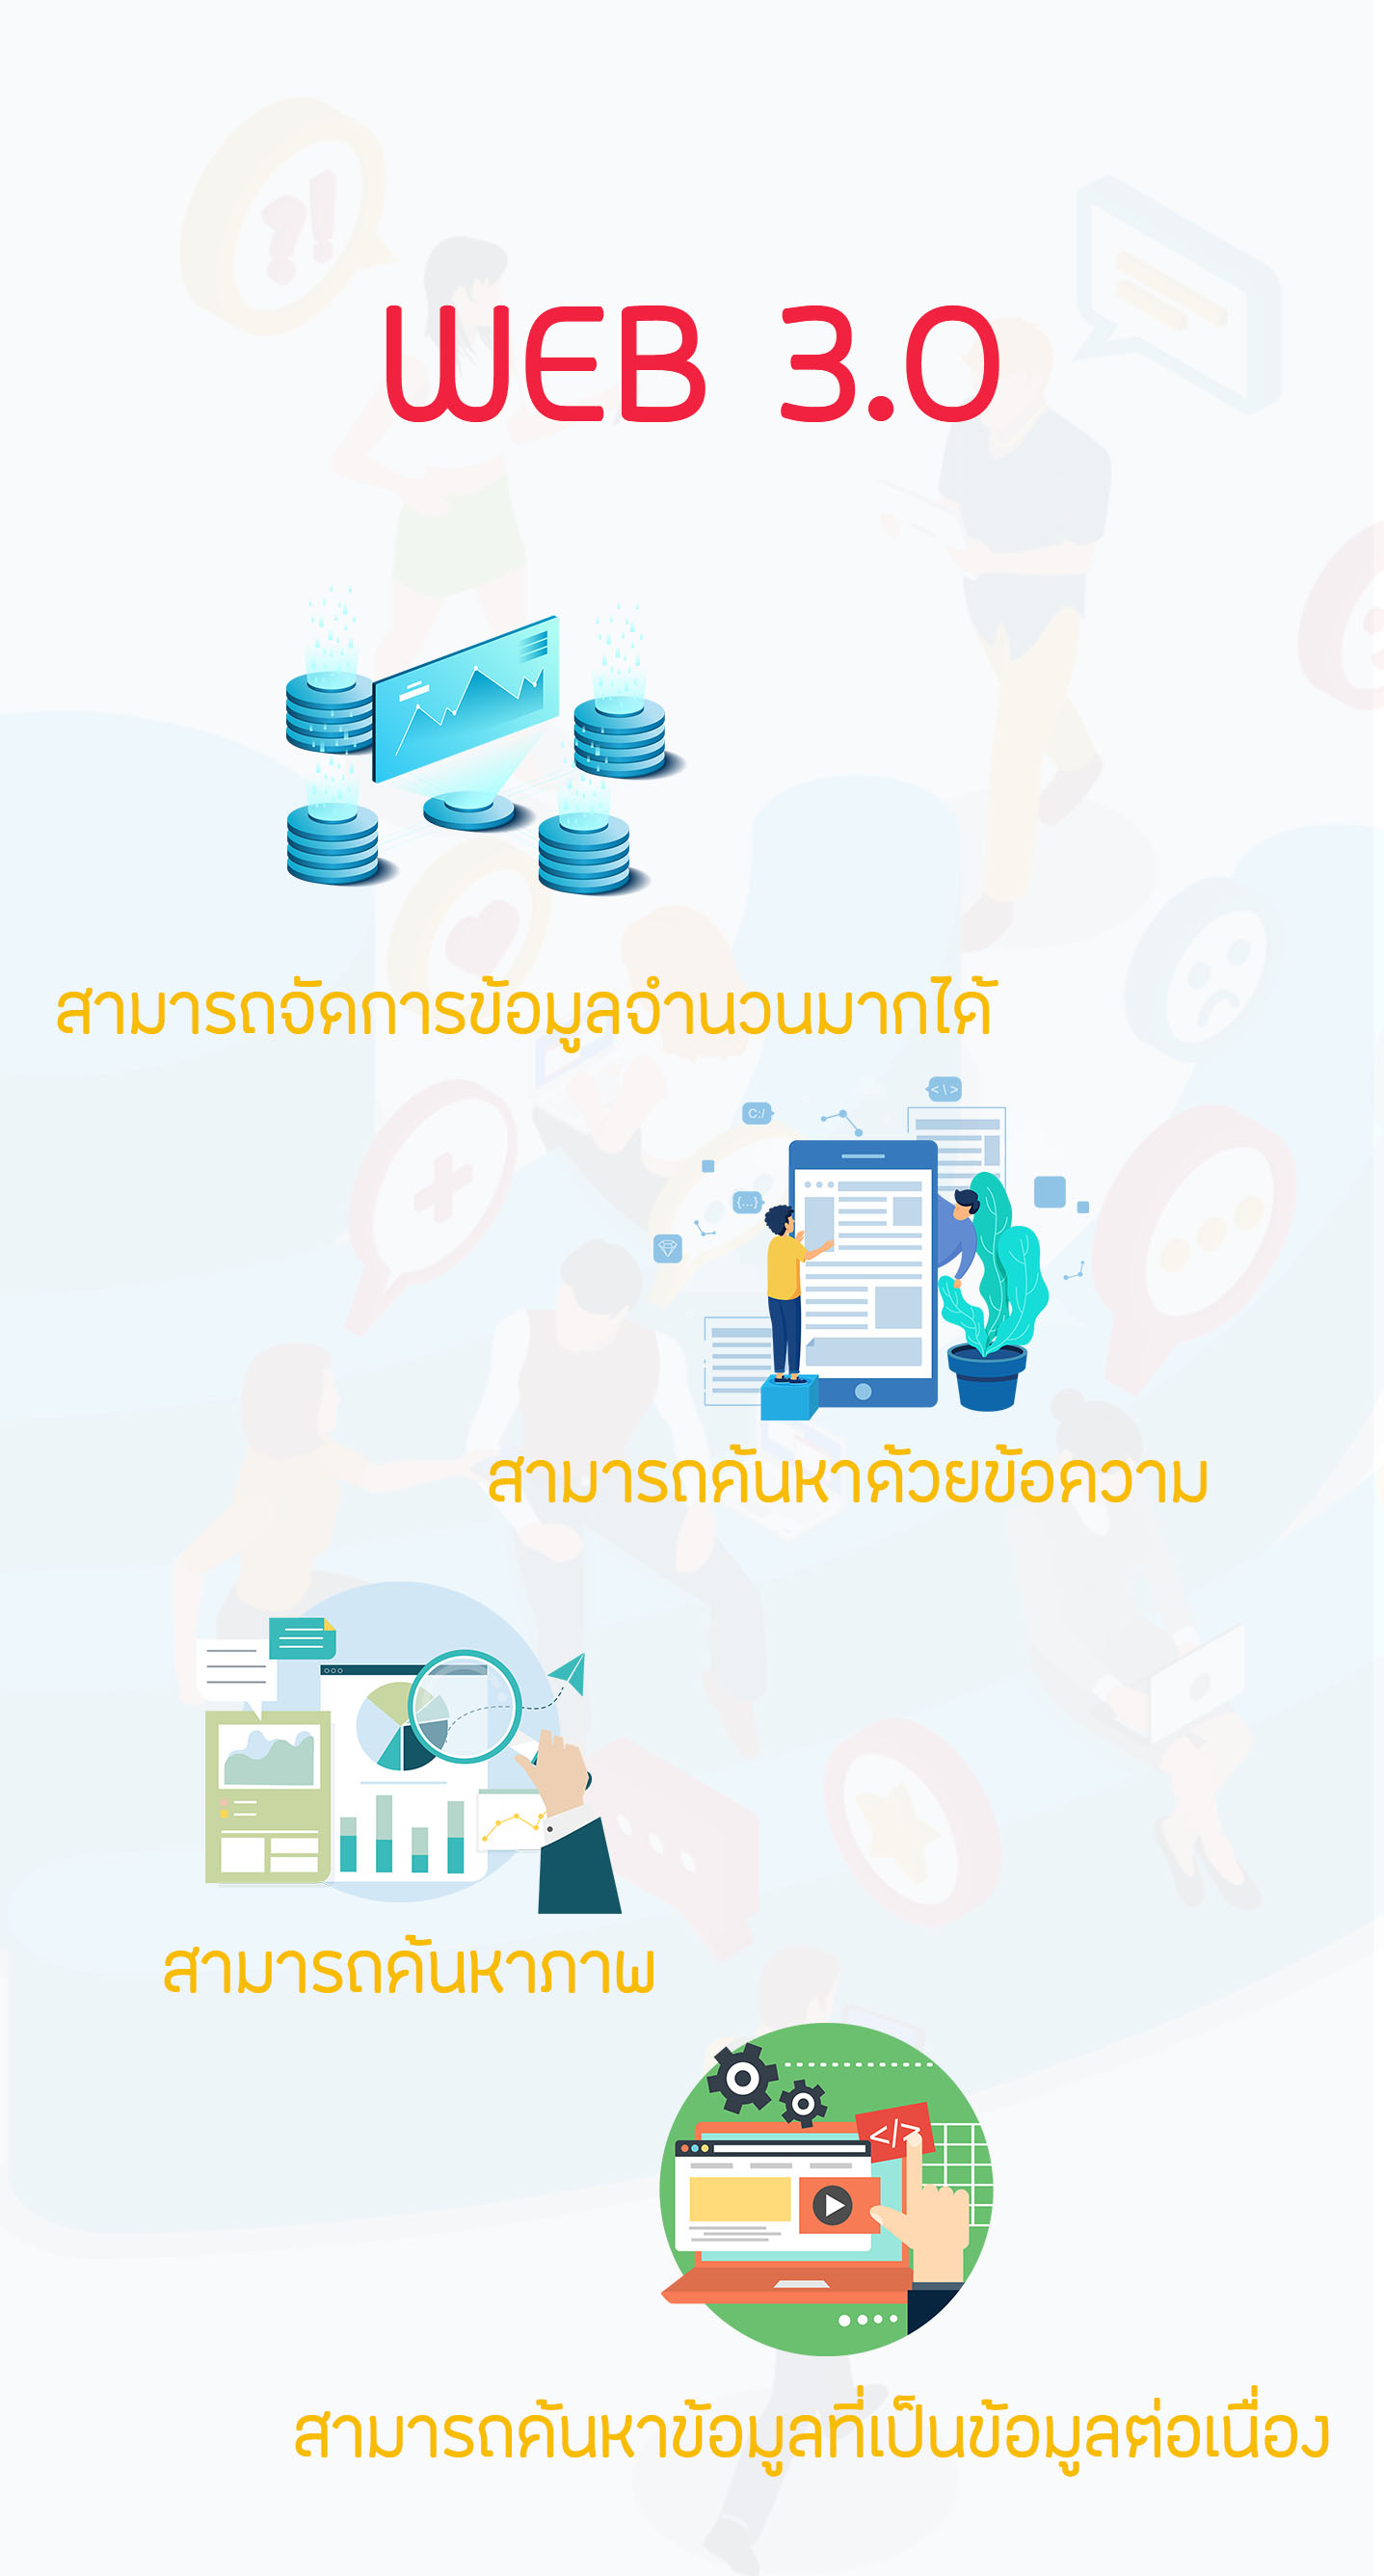 WEB 3.0
สามารถจัดการข้อมูลจำนวนมากได้
<\>
C:/
{...}
สามารถค้นหาด้วยข้อความ
สามารถค้นหาภาพ
</>
สามารถค้นหาข้อมูลที่เป็นข้อมูลต่อเนื่อง